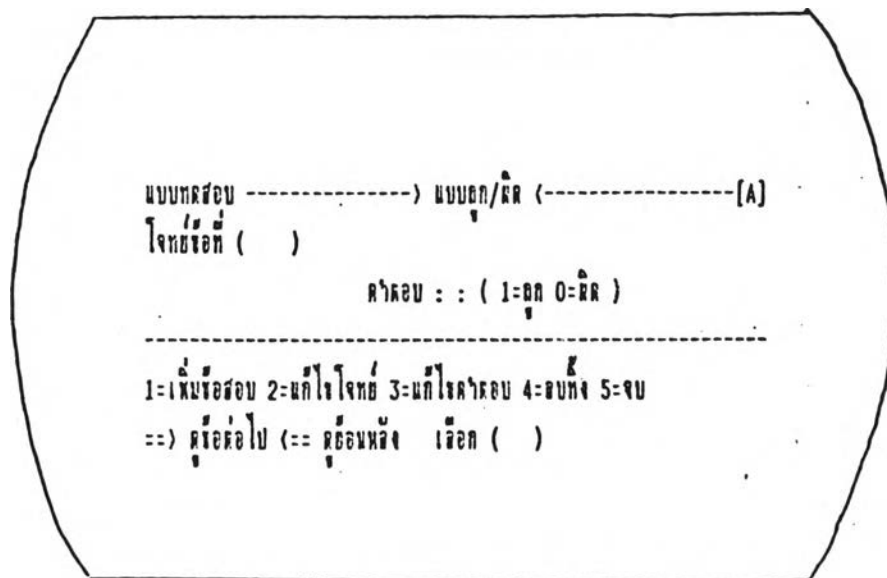 แบบทดสอบ ----------------> แบบถูก/ผิด <------------------[A]
โจทย์ข้อที่ (    )
คำตอบ : : ( 1=ถูก 0=ผิด )
------------------------------------------------------------
1=เพิ่มข้อสอบ 2=แก้ไขโจทย์ 3=แก้ไขคำตอบ 4=ลบทิ้ง 5=จบ
==> ดูข้อต่อไป <== ดูย้อนหลัง   เลือก (   )